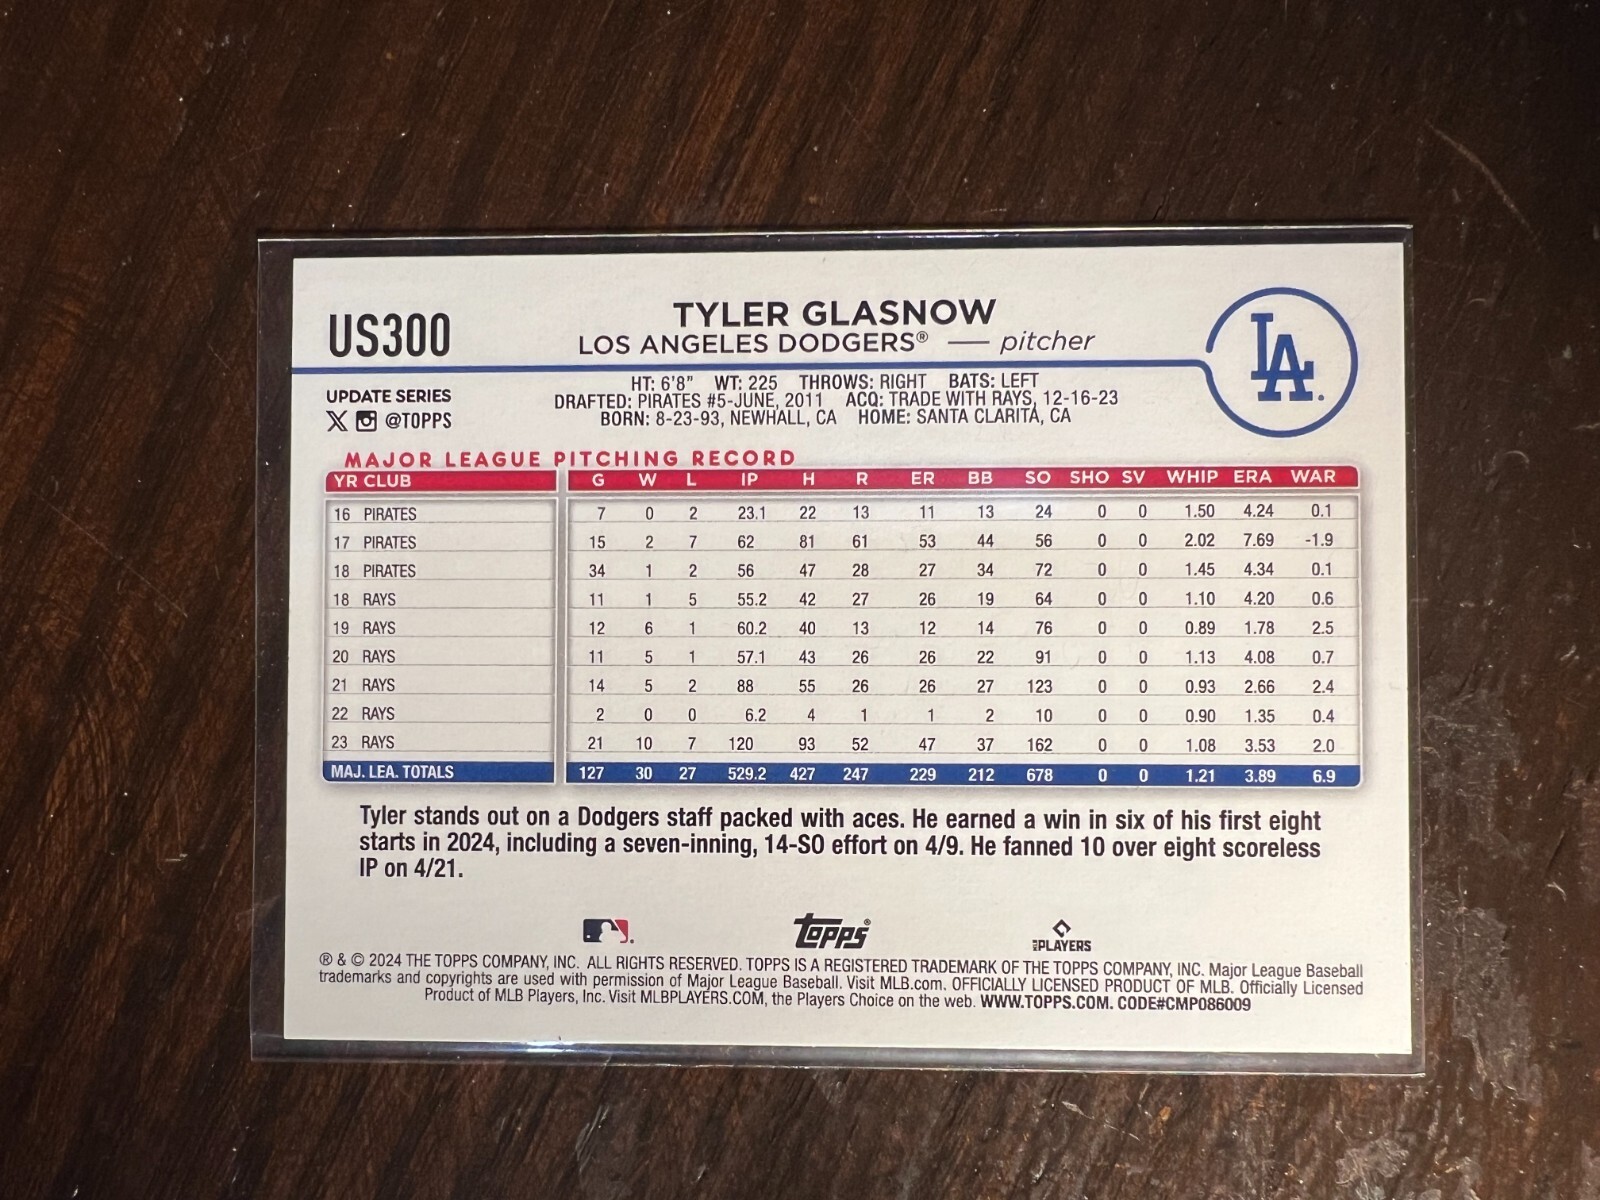 US300
TYLER GLASNOW
LOS ANGELES DODGERS® — pitcher
LA
UPDATE SERIES
@TOPPS
HT: 6'8" WT: 225 THROWS: RIGHT BATS: LEFT
DRAFTED: PIRATES #5-JUNE, 2011 ACQ: TRADE WITH RAYS, 12-16-23
BORN: 8-23-93, NEWHALL, CA HOME: SANTA CLARITA, CA
MAJOR LEAGUE PITCHING RECORD
YR CLUB G W L IP H R ER BB SO SHO SV WHIP ERA WAR
16 PIRATES 7 0 2 23.1 22 13 11 13 24 0 0 1.50 4.24 0.1
17 PIRATES 15 2 7 62 81 61 53 44 56 0 0 2.02 7.69 -1.9
18 PIRATES 34 1 2 56 47 28 27 34 72 0 0 1.45 4.34 0.1
18 RAYS 11 1 5 55.2 42 27 26 19 64 0 0 1.10 4.20 0.6
19 RAYS 12 6 1 60.2 40 13 12 14 76 0 0 0.89 1.78 2.5
20 RAYS 11 5 1 57.1 43 26 26 22 91 0 0 1.13 4.08 0.7
21 RAYS 14 5 2 88 55 26 26 27 123 0 0 0.93 2.66 2.4
22 RAYS 2 0 0 6.2 4 1 1 2 10 0 0 0.90 1.35 0.4
23 RAYS 21 10 7 120 93 52 47 37 162 0 0 1.08 3.53 2.0
MAJ. LEA. TOTALS 127 30 27 529.2 427 247 229 212 678 0 0 1.21 3.89 6.9
Tyler stands out on a Dodgers staff packed with aces. He earned a win in six of his first eight
starts in 2024, including a seven-inning, 14-SO effort on 4/9. He fanned 10 over eight scoreless
IP on 4/21.
Topps®
MLB PLAYERS
® & © 2024 THE TOPPS COMPANY, INC. ALL RIGHTS RESERVED. TOPPS IS A REGISTERED TRADEMARK OF THE TOPPS COMPANY, INC. Major League Baseball
trademarks and copyrights are used with permission of Major League Baseball. Visit MLB.com. OFFICIALLY LICENSED PRODUCT OF MLB. Officially Licensed
Product of MLB Players, Inc. Visit MLBPLAYERS.COM, the Players Choice on the web. WWW.TOPPS.COM. CODE#CMP086009